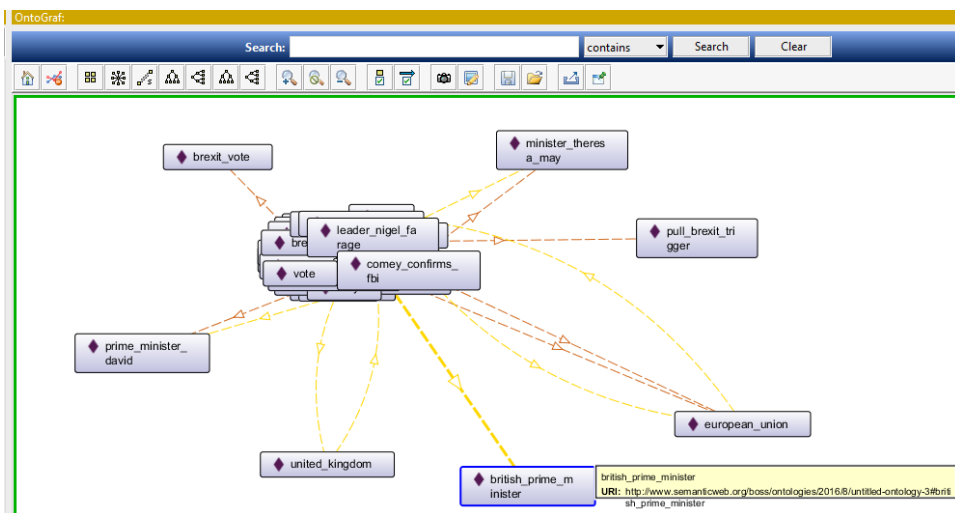 OntoGraf:
Search:
contains
Search
Clear
brexit_vote
minister_theres
a_may
leader_nigel_fa
rage
bre
pull_brexit_tri
gger
comey_confirms_
fbi
vote
prime_minister_
david
european_union
united_kingdom
british_prime_m
inister
british_prime_minister
URI: http://www.semanticweb.org/boss/ontologies/2016/8/untitled-ontology-3#briti
sh_prime_minister